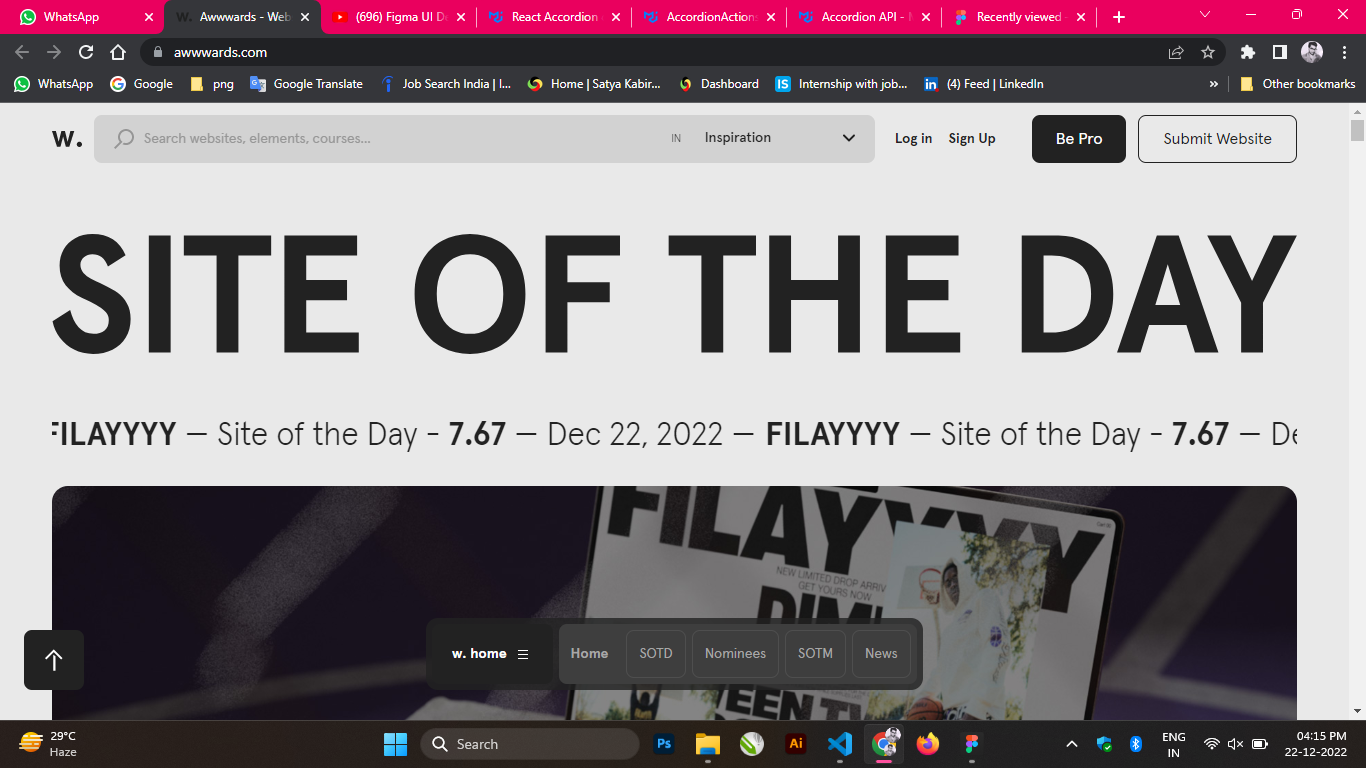 WhatsApp
Awwwards - Web
(696) Figma UI De
React Accordion
AccordionActions
Accordion API - M
Recently viewed
awwwards.com
WhatsApp
Google
png
Google Translate
Job Search India | I...
Home | Satya Kabir...
Dashboard
Internship with job...
(4) Feed | LinkedIn
»
Other bookmarks
w.
Search websites, elements, courses...
IN
Inspiration
Log in
Sign Up
Be Pro
Submit Website
SITE OF THE DAY
FILAYYYY — Site of the Day - 7.67 — Dec 22, 2022 — FILAYYYY — Site of the Day - 7.67 — De
FILAYYYY
NEW LIMITED DROP ARRIV
GET YOURS NOW
w. home
Home
SOTD
Nominees
SOTM
News
29°C
Haze
Search
Ps
Ai
ENG
IN
04:15 PM
22-12-2022